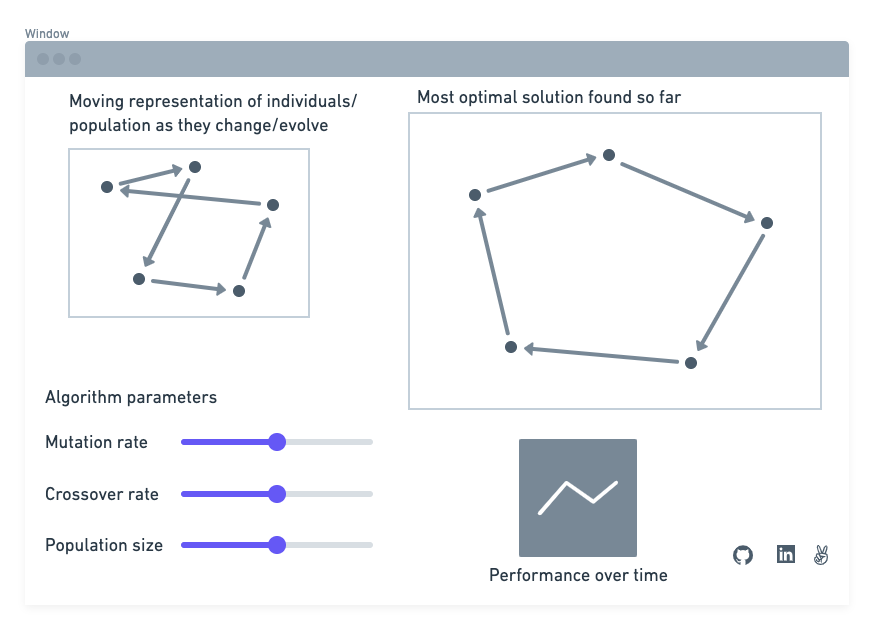 Window
Moving representation of individuals/
population as they change/evolve
Most optimal solution found so far
Algorithm parameters
Mutation rate
Crossover rate
Population size
Performance over time
in